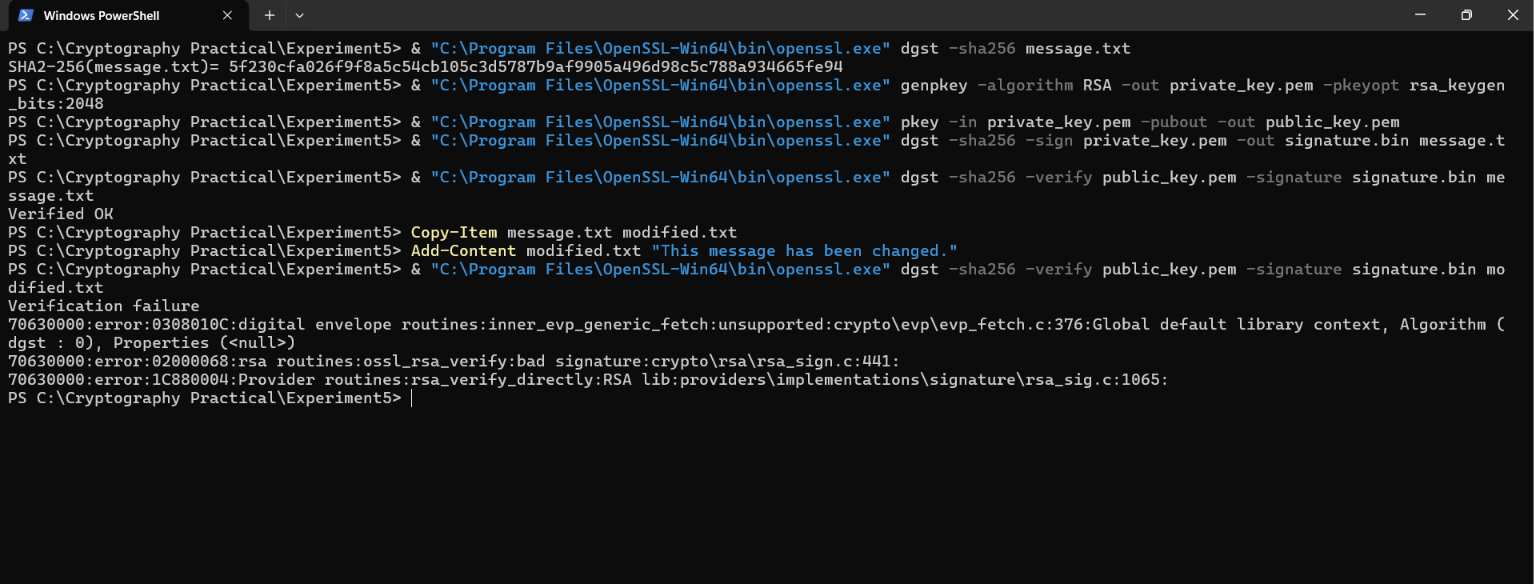 Windows PowerShell
PS C:\Cryptography Practical\Experiment5> & "C:\Program Files\OpenSSL-Win64\bin\openssl.exe" dgst -sha256 message.txt
SHA2-256(message.txt)= 5f230cfa026f9f8a5c54cb105c3d5787b9af9905a496d98c5c788a934665fe94
PS C:\Cryptography Practical\Experiment5> & "C:\Program Files\OpenSSL-Win64\bin\openssl.exe" genpkey -algorithm RSA -out private_key.pem -pkeyopt rsa_keygen
_bits:2048
PS C:\Cryptography Practical\Experiment5> & "C:\Program Files\OpenSSL-Win64\bin\openssl.exe" pkey -in private_key.pem -pubout -out public_key.pem
PS C:\Cryptography Practical\Experiment5> & "C:\Program Files\OpenSSL-Win64\bin\openssl.exe" dgst -sha256 -sign private_key.pem -out signature.bin message.t
xt
PS C:\Cryptography Practical\Experiment5> & "C:\Program Files\OpenSSL-Win64\bin\openssl.exe" dgst -sha256 -verify public_key.pem -signature signature.bin me
ssage.txt
Verified OK
PS C:\Cryptography Practical\Experiment5> Copy-Item message.txt modified.txt
PS C:\Cryptography Practical\Experiment5> Add-Content modified.txt "This message has been changed."
PS C:\Cryptography Practical\Experiment5> & "C:\Program Files\OpenSSL-Win64\bin\openssl.exe" dgst -sha256 -verify public_key.pem -signature signature.bin mo
dified.txt
Verification failure
70630000:error:0308010C:digital envelope routines:inner_evp_generic_fetch:unsupported:crypto\evp\evp_fetch.c:376:Global default library context, Algorithm (
dgst : 0), Properties (<null>)
70630000:error:02000068:rsa routines:ossl_rsa_verify:bad signature:crypto\rsa\rsa_sign.c:441:
70630000:error:1C880004:Provider routines:rsa_verify_directly:RSA lib:providers\implementations\signature\rsa_sig.c:1065:
PS C:\Cryptography Practical\Experiment5>